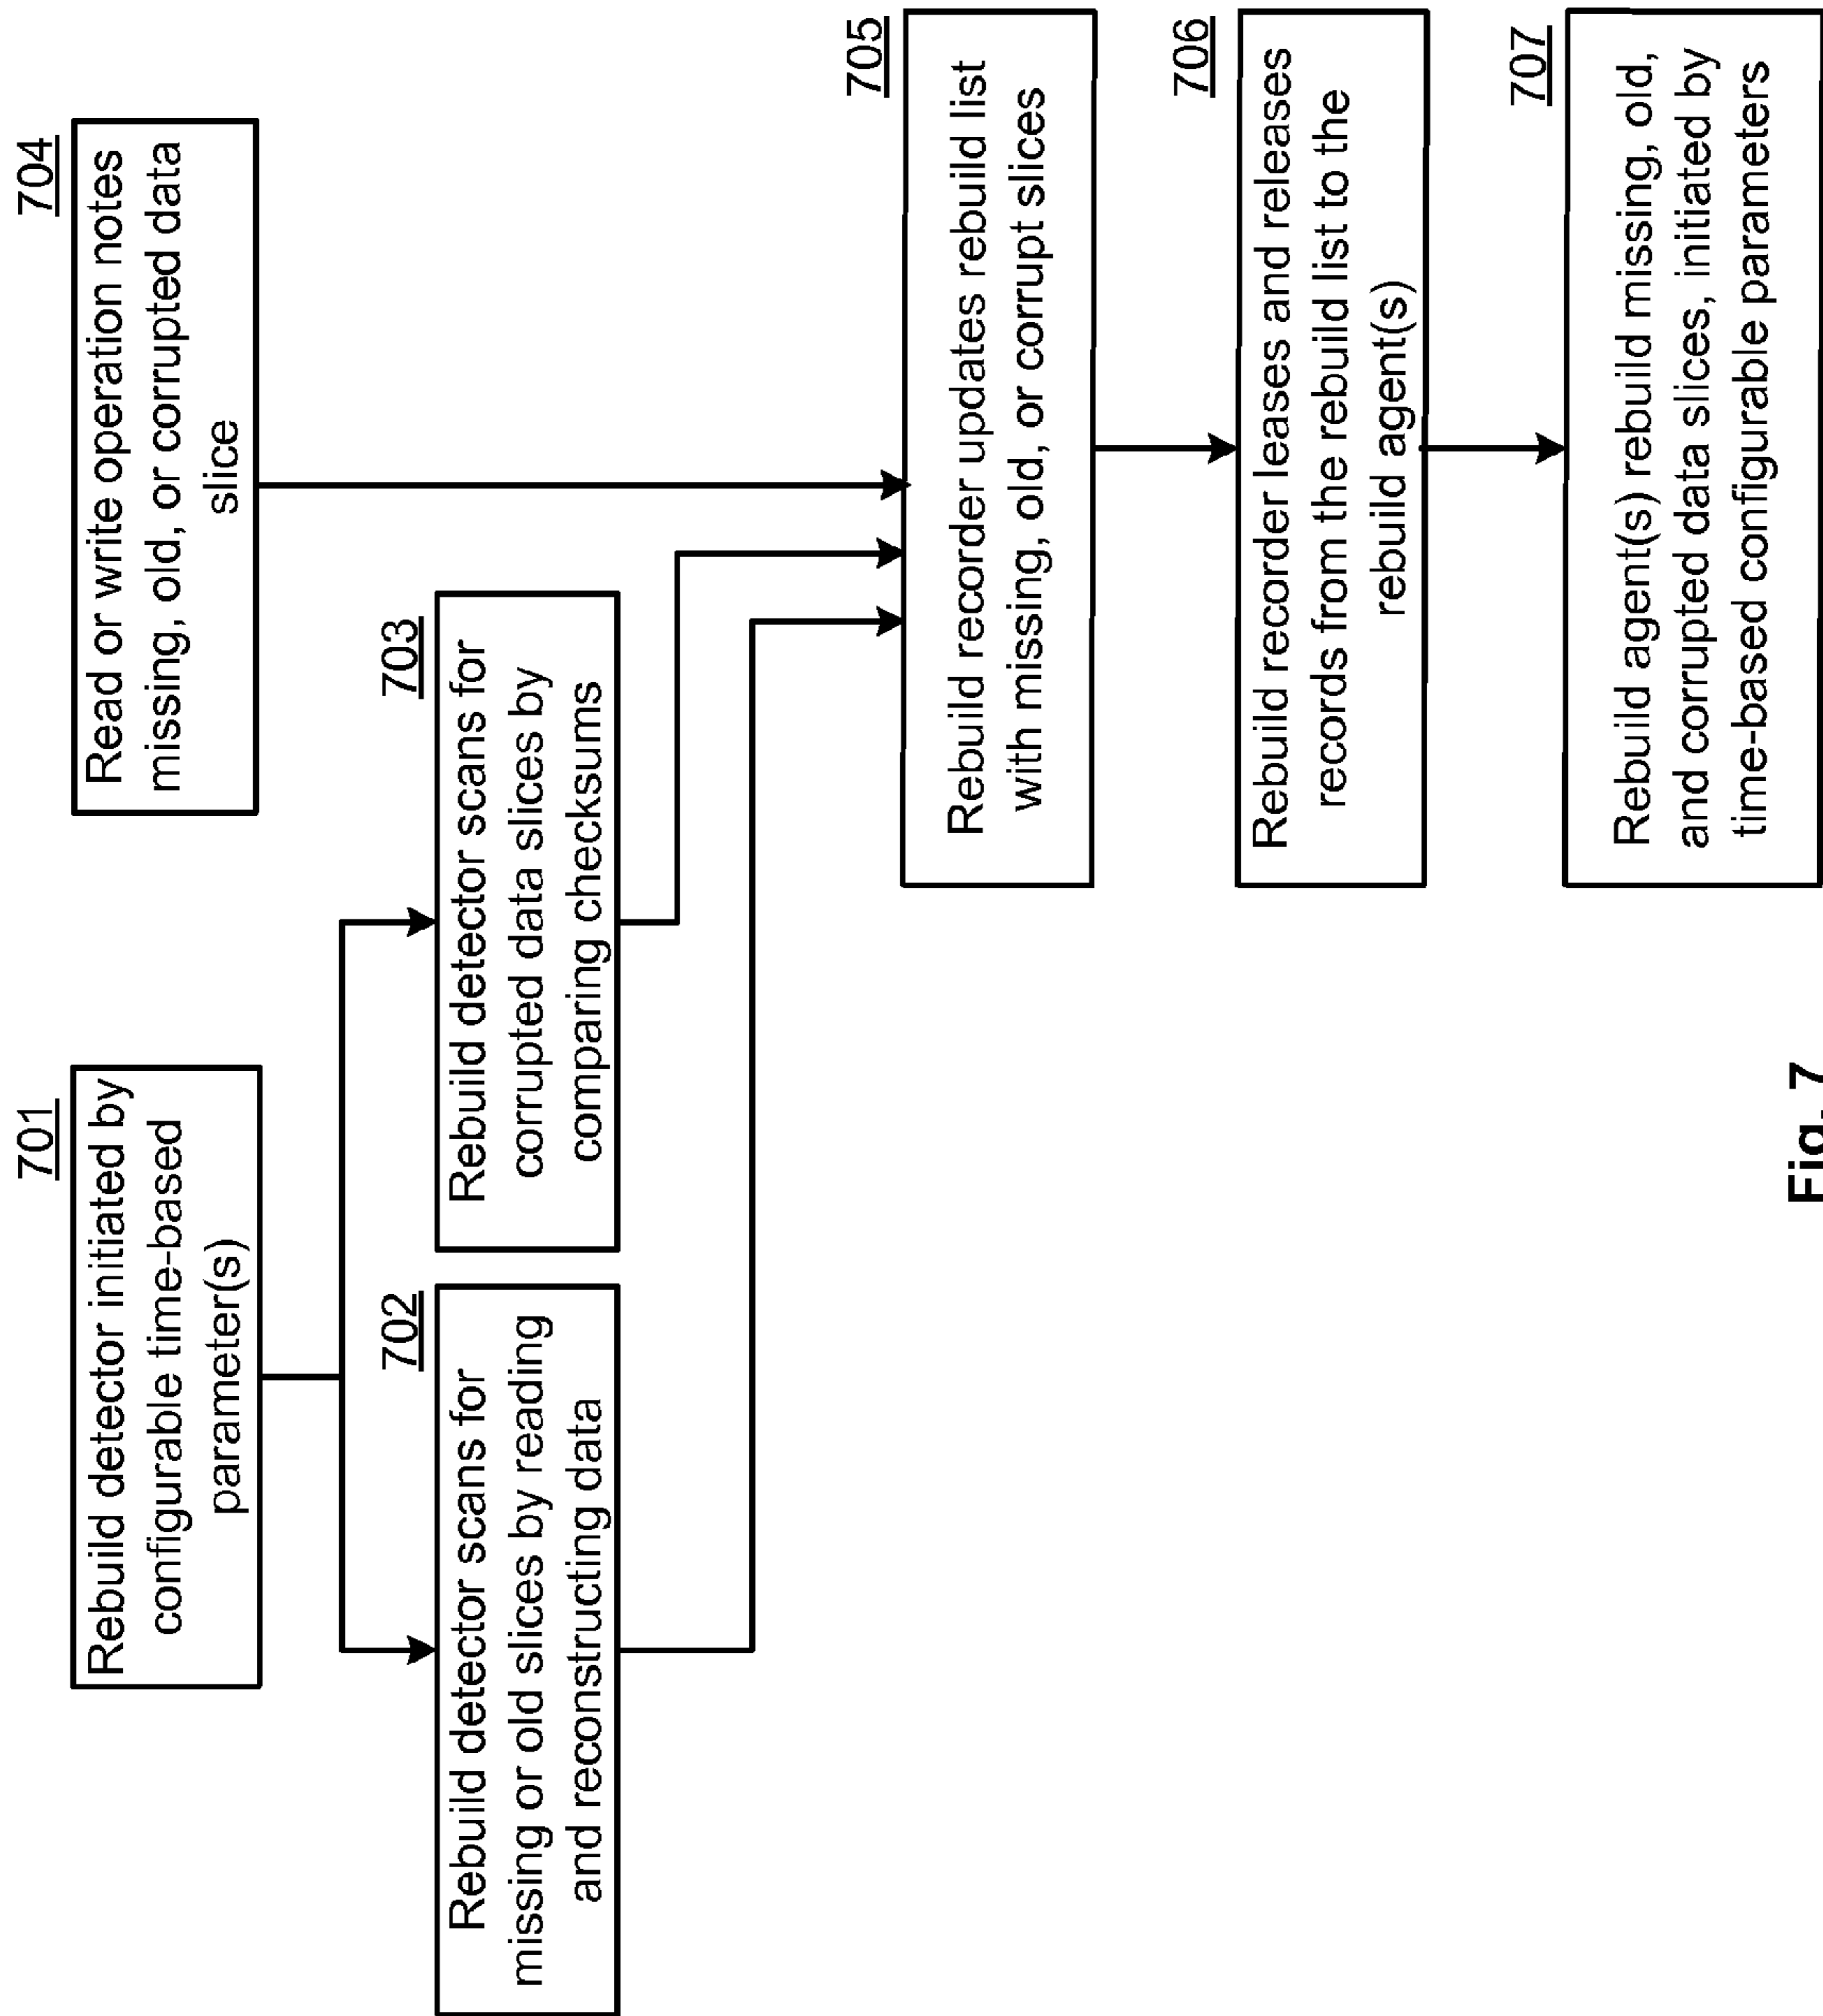 701
Rebuild detector initiated by
configurable time-based
parameter(s)
704
Read or write operation notes
missing, old, or corrupted data
slice
702
Rebuild detector scans for
missing or old slices by reading
and reconstructing data
703
Rebuild detector scans for
corrupted data slices by
comparing checksums
705
Rebuild recorder updates rebuild list
with missing, old, or corrupt slices
706
Rebuild recorder leases and releases
records from the rebuild list to the
rebuild agent(s)
707
Rebuild agent(s) rebuild missing, old,
and corrupted data slices, initiated by
time-based configurable parameters
Fig. 7